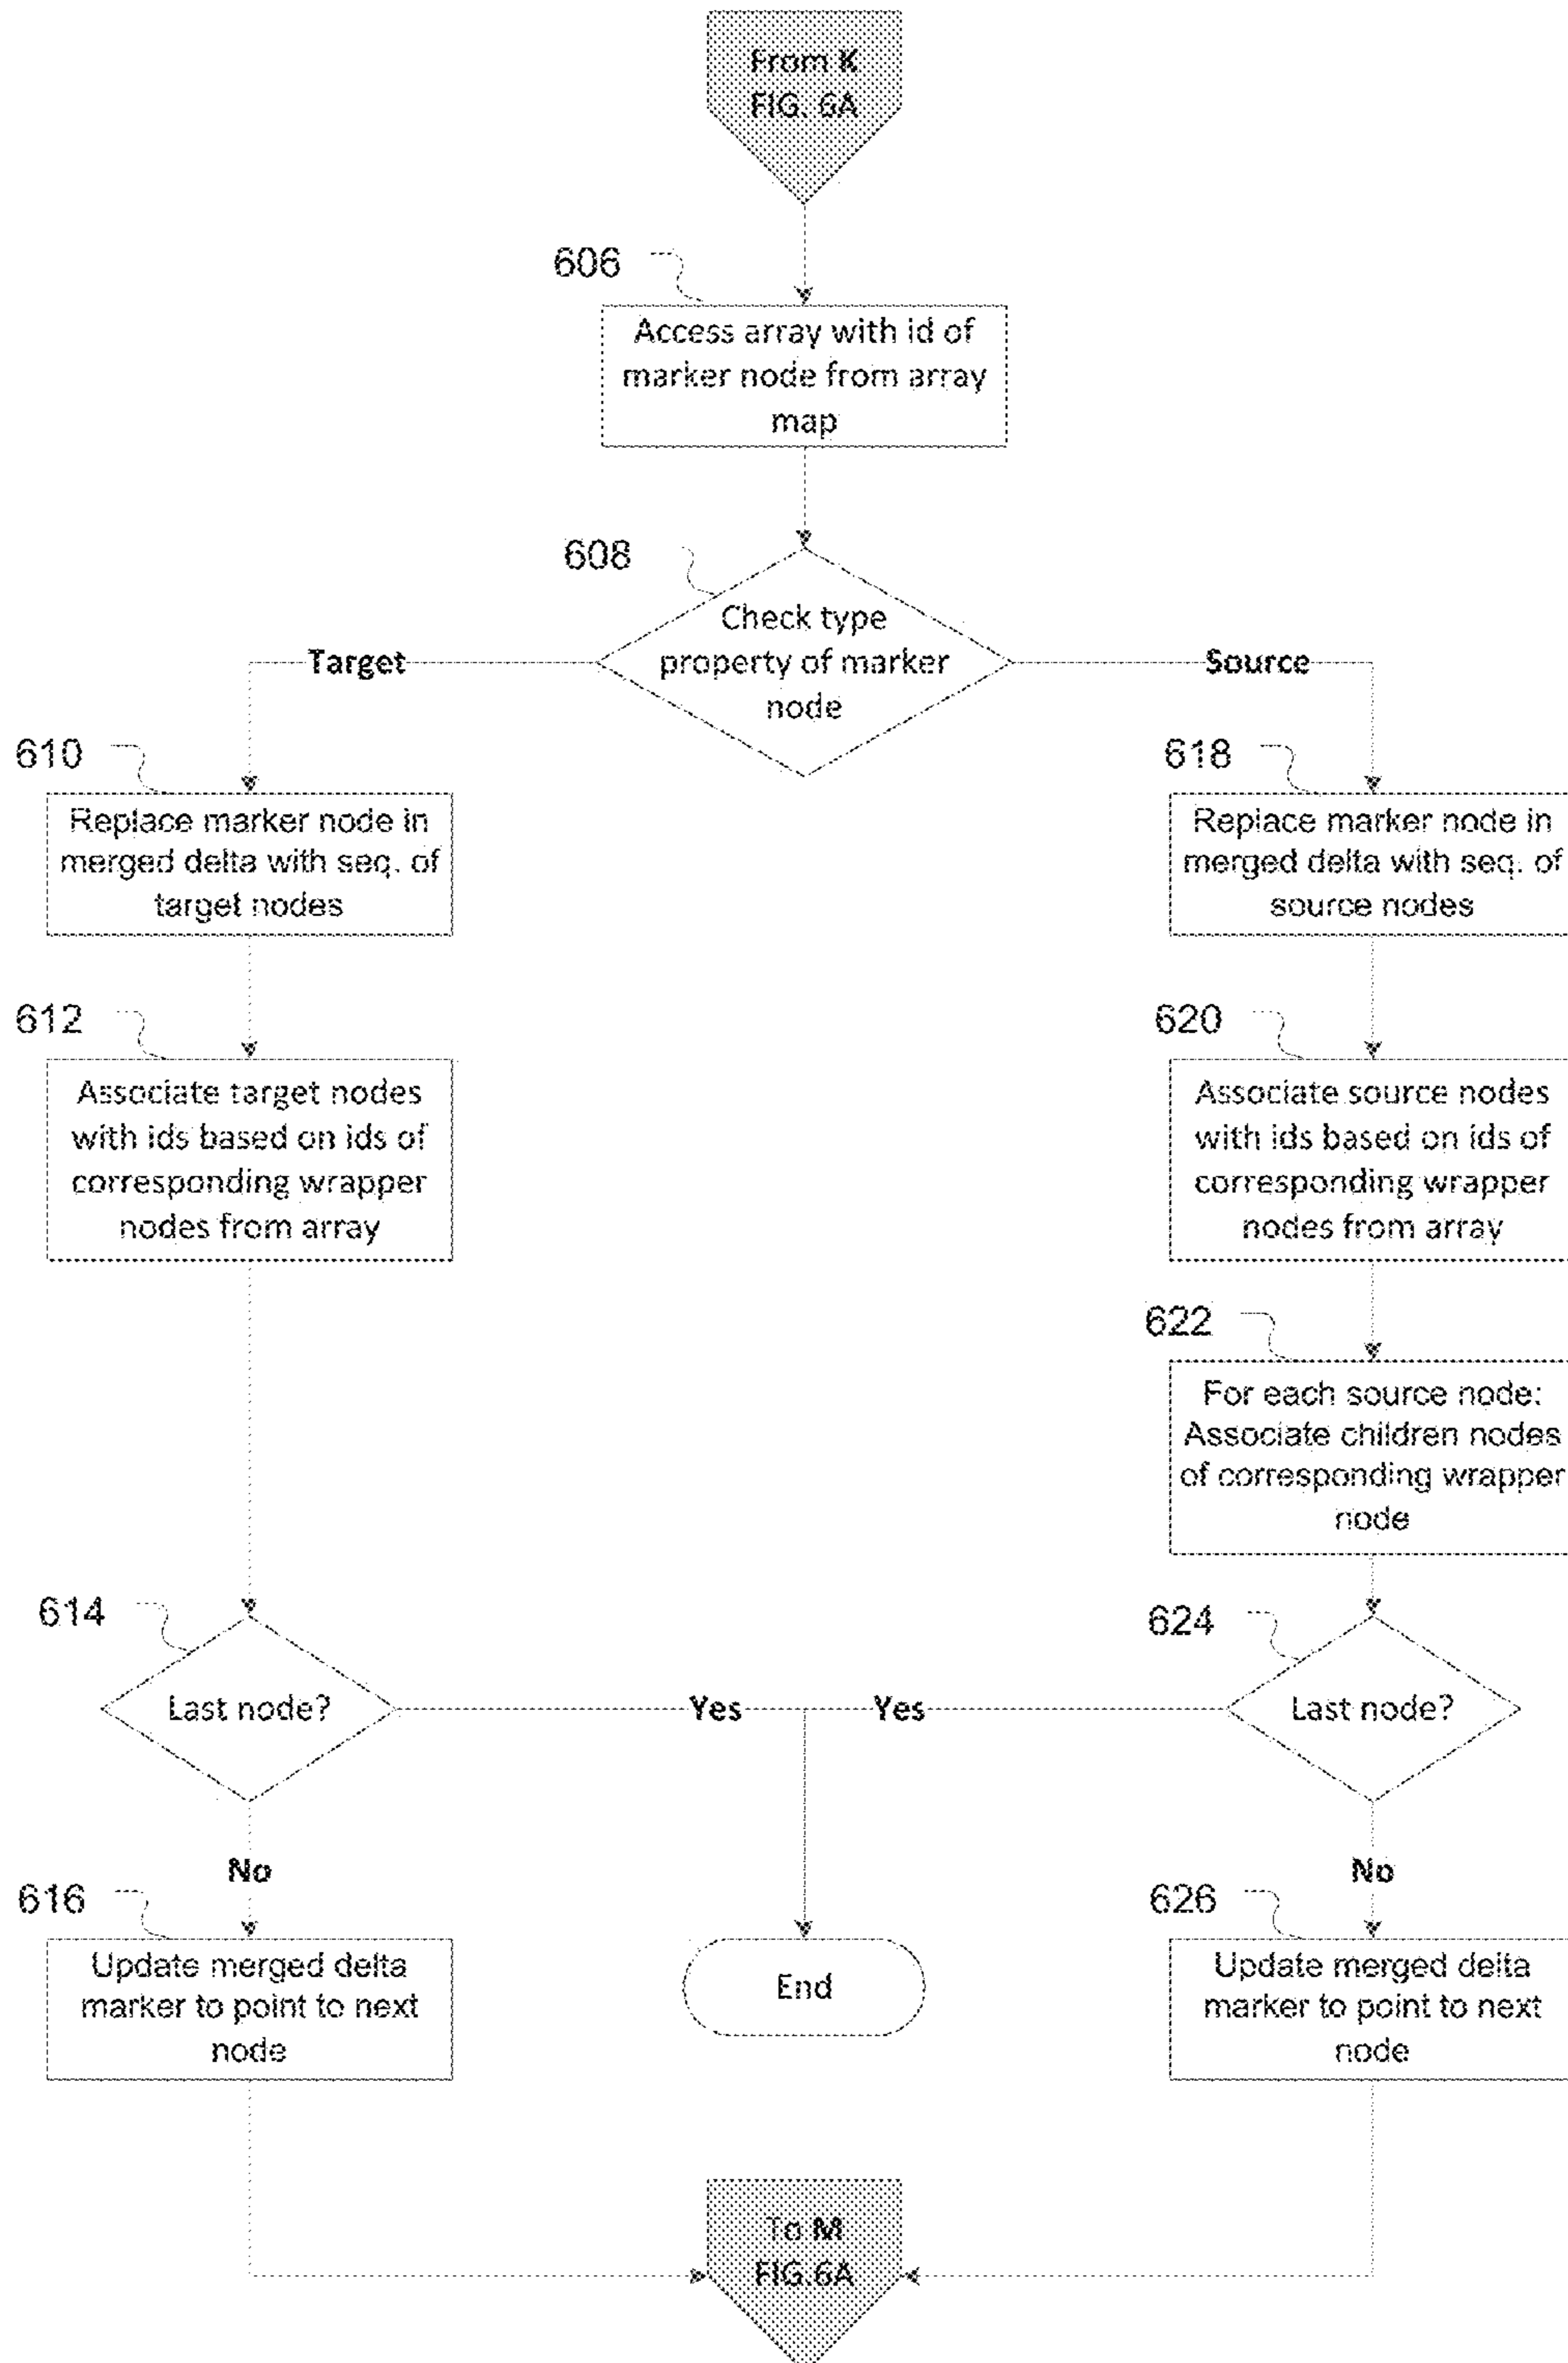 From K
FIG. 6A
606
Access array with id of
marker node from array
map
608
Check type
property of marker
node
Target
Source
610
Replace marker node in
merged delta with seq. of
target nodes
618
Replace marker node in
merged delta with seq. of
source nodes
612
Associate target nodes
with ids based on ids of
corresponding wrapper
nodes from array
620
Associate source nodes
with ids based on ids of
corresponding wrapper
nodes from array
622
For each source node:
Associate children nodes
of corresponding wrapper
node
614
Last node?
Yes
Yes
624
Last node?
No
No
616
Update merged delta
marker to point to next
node
End
626
Update merged delta
marker to point to next
node
To M
FIG.6A